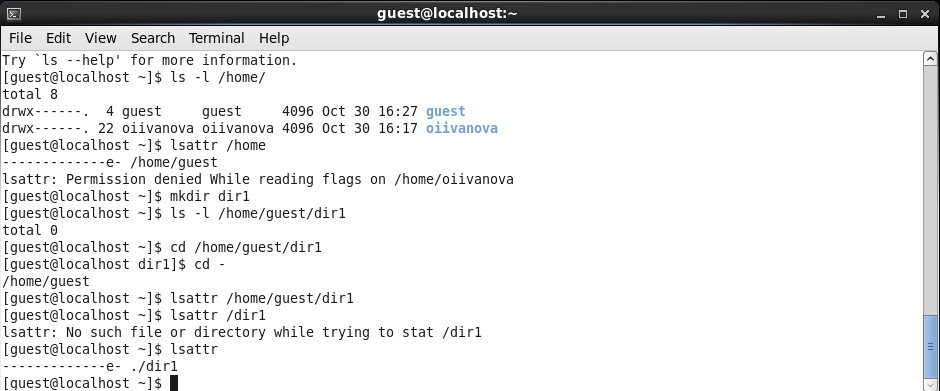 guest@localhost:~
File Edit View Search Terminal Help
Try `ls --help' for more information.
[guest@localhost ~]$ ls -l /home/
total 8
drwx------.  4 guest     guest     4096 Oct 30 16:27 guest
drwx------. 22 oiivanova oiivanova 4096 Oct 30 16:17 oiivanova
[guest@localhost ~]$ lsattr /home
-------------e- /home/guest
lsattr: Permission denied While reading flags on /home/oiivanova
[guest@localhost ~]$ mkdir dir1
[guest@localhost ~]$ ls -l /home/guest/dir1
total 0
[guest@localhost ~]$ cd /home/guest/dir1
[guest@localhost dir1]$ cd -
/home/guest
[guest@localhost ~]$ lsattr /home/guest/dir1
[guest@localhost ~]$ lsattr /dir1
lsattr: No such file or directory while trying to stat /dir1
[guest@localhost ~]$ lsattr
-------------e- ./dir1
[guest@localhost ~]$